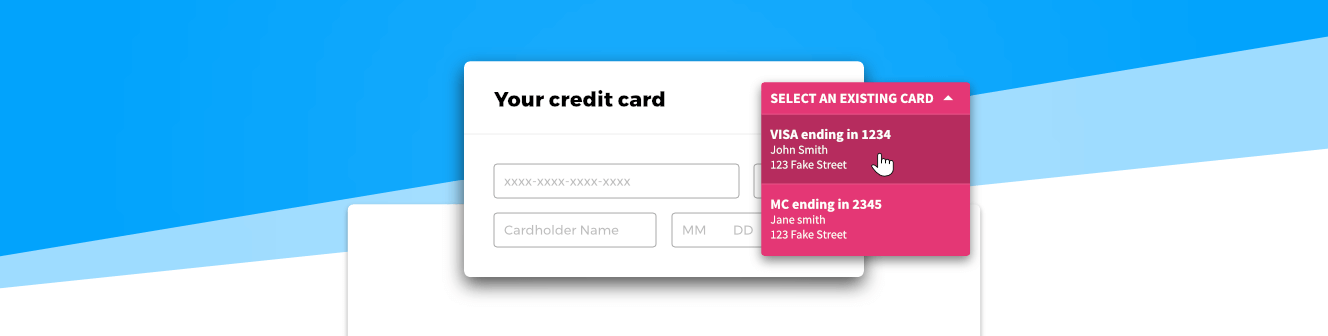 Your credit card
SELECT AN EXISTING CARD
VISA ending in 1234
John Smith
123 Fake Street
MC ending in 2345
Jane smith
123 Fake Street
xxxx-xxxx-xxxx-xxxx
Cardholder Name
MM DD